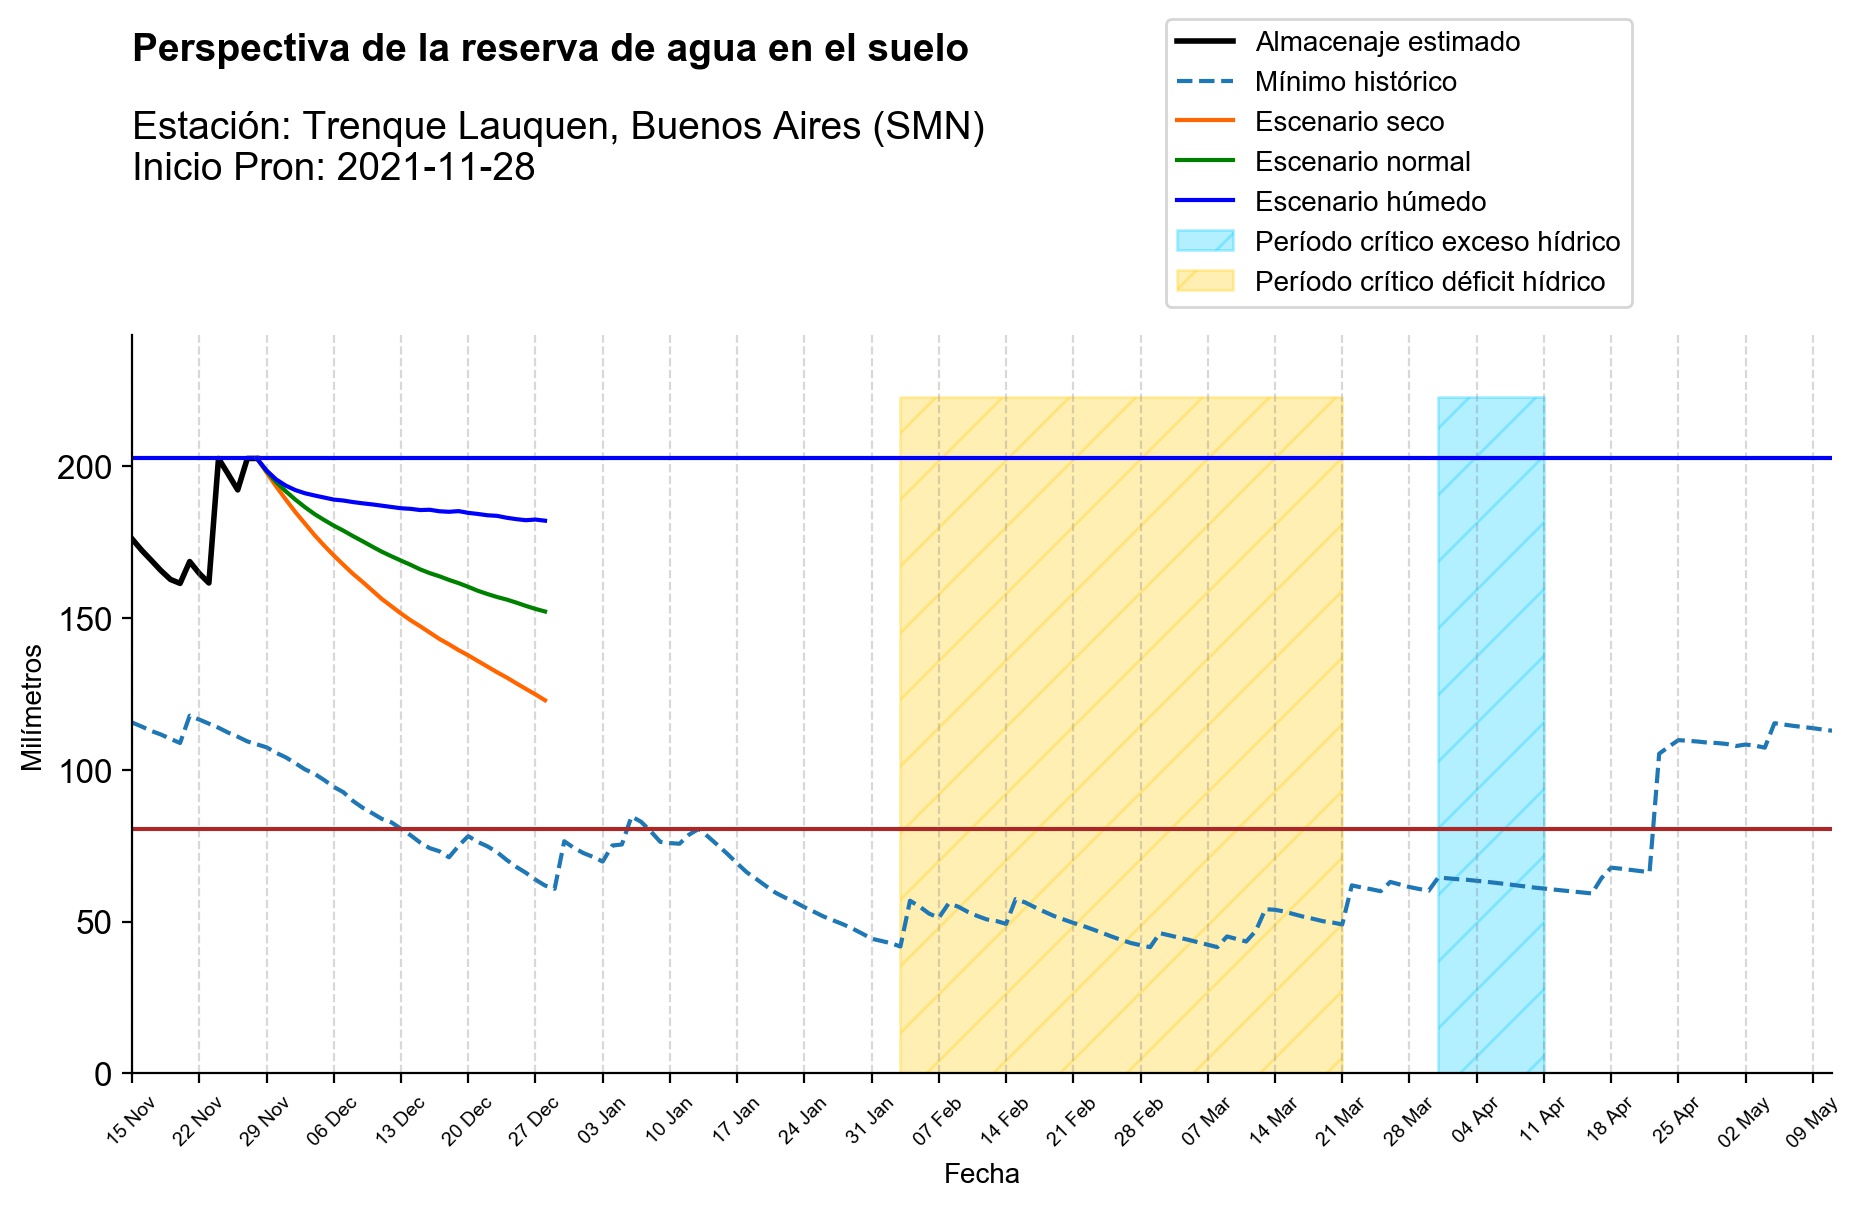 Perspectiva de la reserva de agua en el suelo
Estación: Trenque Lauquen, Buenos Aires (SMN)
Inicio Pron: 2021-11-28
Almacenaje estimado
Mínimo histórico
Escenario seco
Escenario normal
Escenario húmedo
Período crítico exceso hídrico
Período crítico déficit hídrico
Milímetros
200
150
100
50
0
15 Nov
22 Nov
29 Nov
06 Dec
13 Dec
20 Dec
27 Dec
03 Jan
10 Jan
17 Jan
24 Jan
31 Jan
07 Feb
14 Feb
21 Feb
28 Feb
07 Mar
14 Mar
21 Mar
28 Mar
04 Apr
11 Apr
18 Apr
25 Apr
02 May
09 May
Fecha